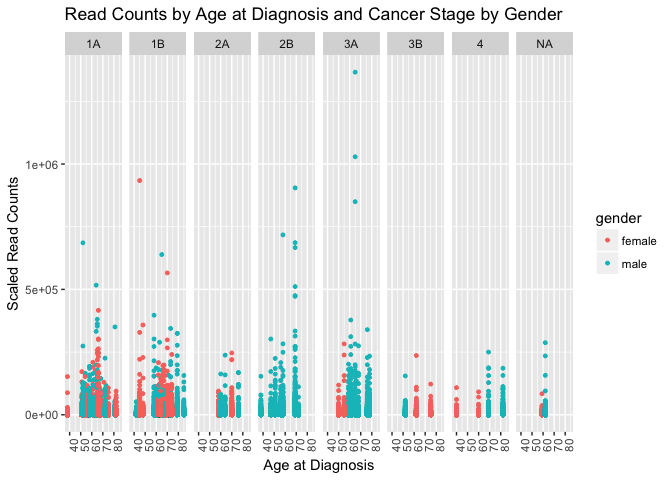 Read Counts by Age at Diagnosis and Cancer Stage by Gender
1A 1B 2A 2B 3A 3B 4 NA
1e+06
5e+05
0e+00
Scaled Read Counts
40 50 60 70 80 40 50 60 70 80 40 50 60 70 80 40 50 60 70 80 40 50 60 70 80 40 50 60 70 80 40 50 60 70 80 40 50 60 70 80
Age at Diagnosis
gender
female
male